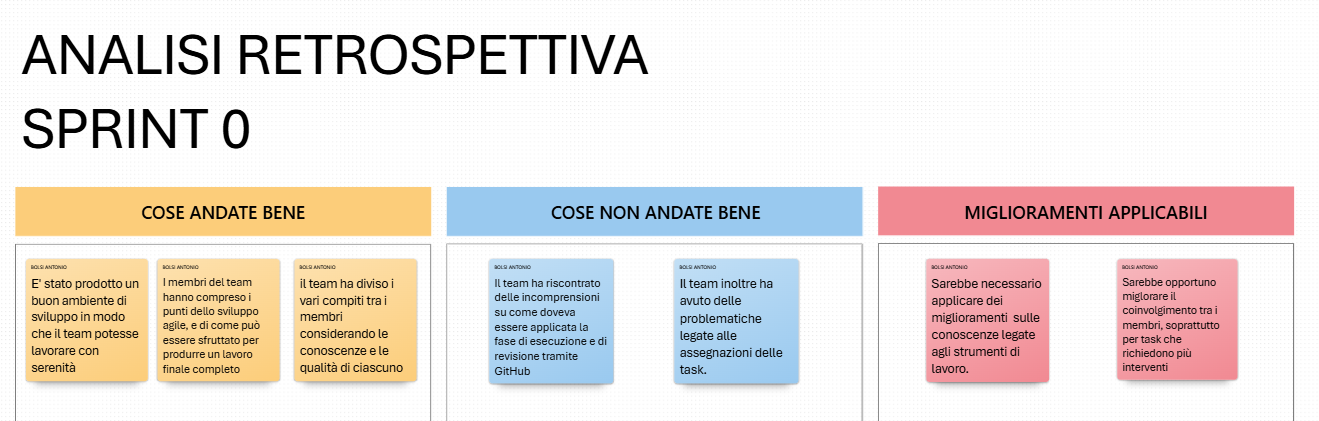 ANALISI RETROSPETTIVA
SPRINT 0
COSE ANDATE BENE
BOLSI ANTONIO
E' stato prodotto un
buon ambiente di
sviluppo in modo
che il team potesse
lavorare con
serenità
BOLSI ANTONIO
I membri del team
hanno compreso i
punti dello sviluppo
agile, e di come può
essere sfruttato per
produrre un lavoro
finale completo
BOLSI ANTONIO
il team ha diviso i
vari compiti tra i
membri
considerando le
conoscenze e le
qualità di ciascuno
COSE NON ANDATE BENE
BOLSI ANTONIO
Il team ha riscontrato
delle incomprensioni
su come doveva
essere applicata la
fase di esecuzione e di
revisione tramite
GitHub
BOLSI ANTONIO
Il team inoltre ha
avuto delle
problematiche
legate alle
assegnazioni delle
task.
MIGLIORAMENTI APPLICABILI
BOLSI ANTONIO
Sarebbe necessario
applicare dei
miglioramenti sulle
conoscenze legate
agli strumenti di
lavoro.
BOLSI ANTONIO
Sarebbe opportuno
migliorare il
coinvolgimento tra i
membri, soprattutto
per task che
richiedono più
interventi